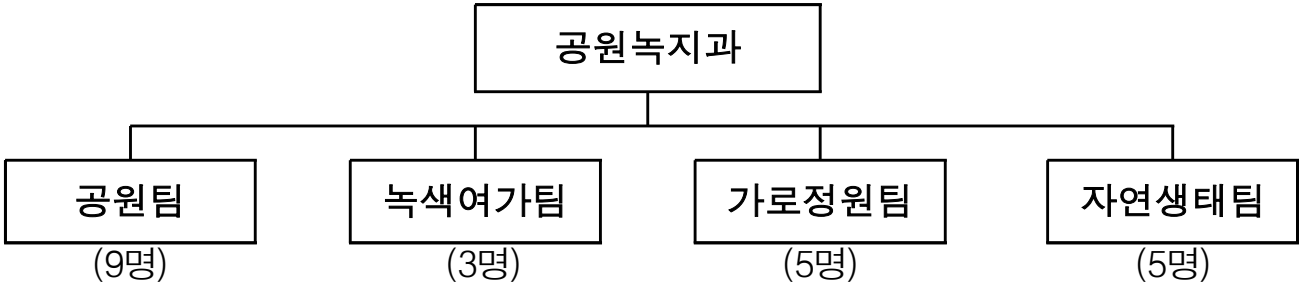 공원녹지과
공원팀 녹색여가팀 가로정원팀 자연생태팀
(9명) (3명) (5명) (5명)